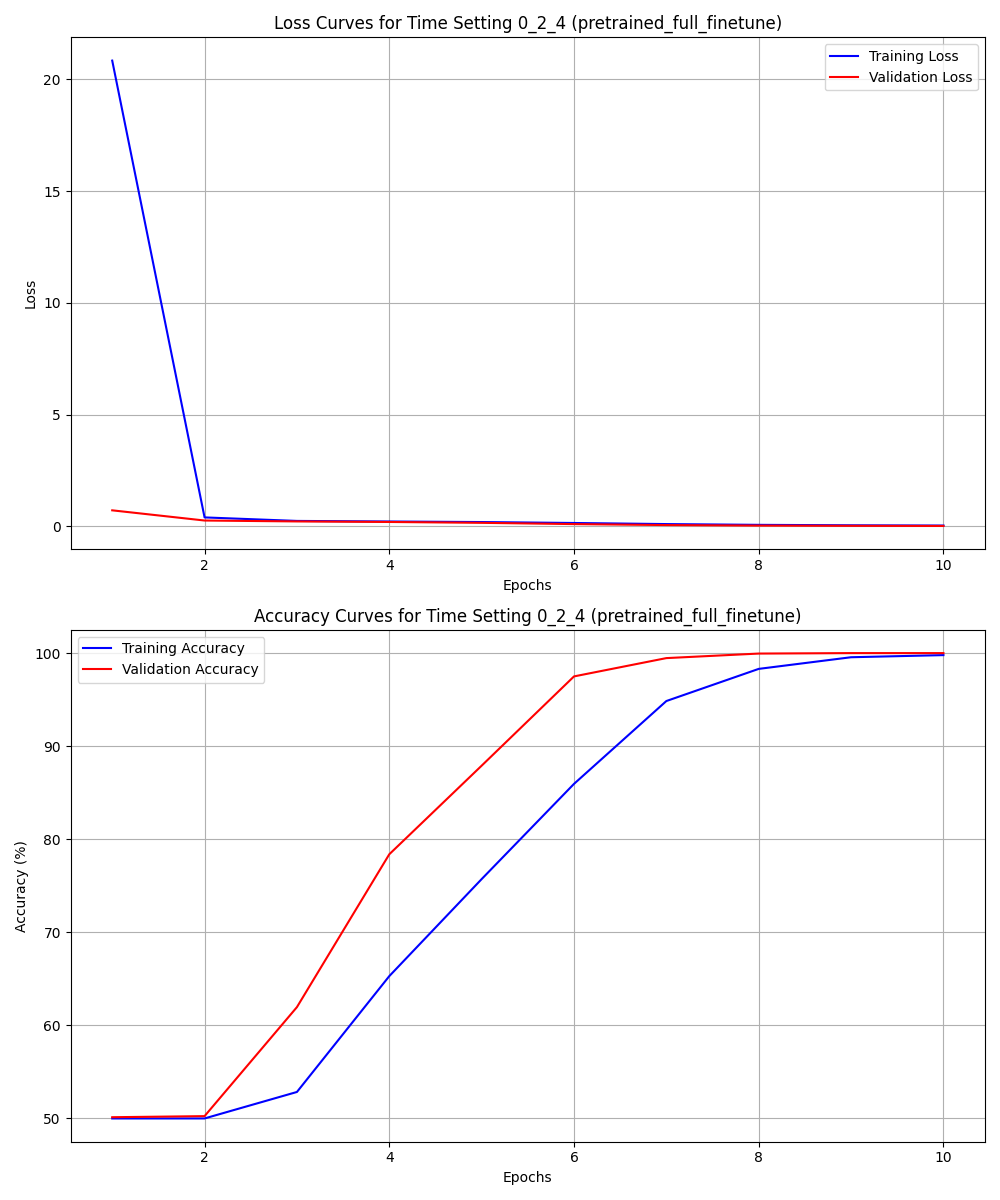 Loss Curves for Time Setting 0_2_4 (pretrained_full_finetune)
Training Loss
Validation Loss
20
15
10
5
0
Loss
2 4 6 8 10
Epochs
Accuracy Curves for Time Setting 0_2_4 (pretrained_full_finetune)
Training Accuracy
Validation Accuracy
100
90
80
70
60
50
Accuracy (%)
2 4 6 8 10
Epochs